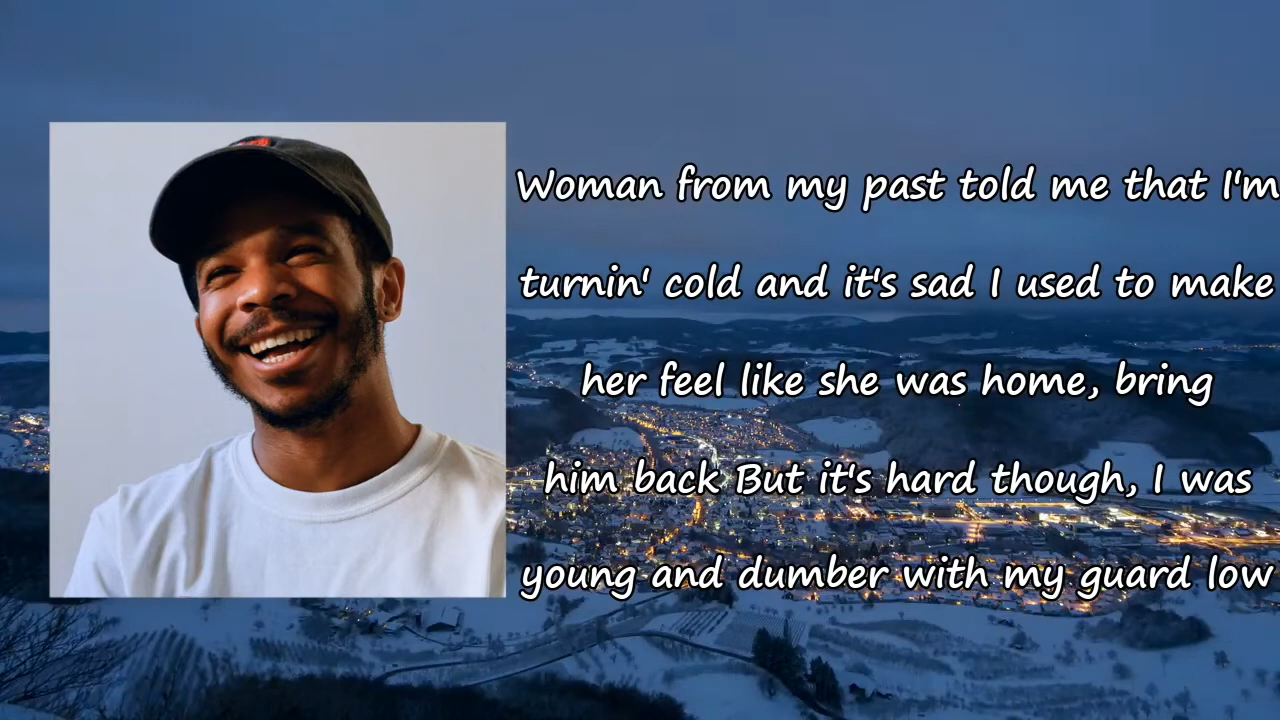 Woman from my past told me that I'm
turnin' cold and it's sad I used to make
her feel like she was home, bring
him back But it's hard though, I was
young and dumber with my guard low